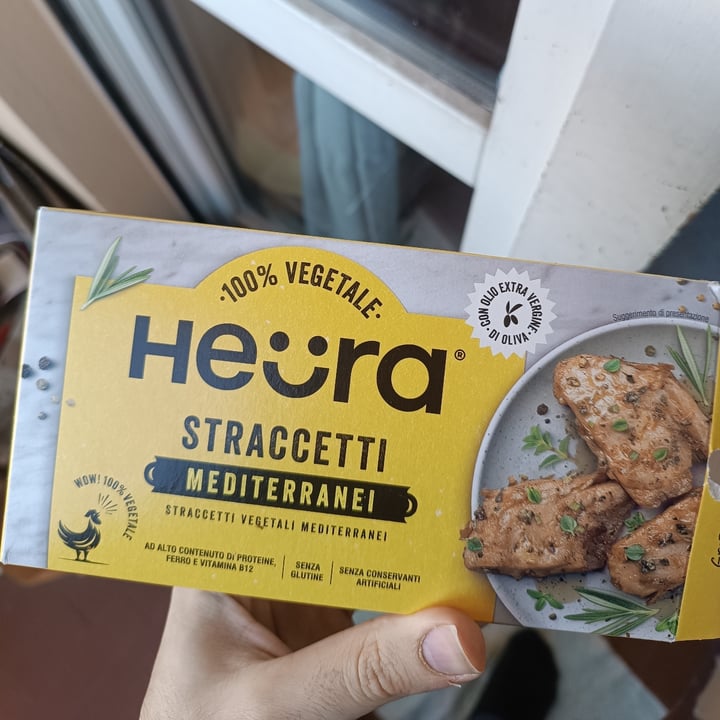 ·100% VEGETALE·
Heüra®
STRACCETTI
MEDITERRANEI
STRACCETTI VEGETALI MEDITERRANEI
WOW! 100% VEGETALE
AD ALTO CONTENUTO DI PROTEINE,
FERRO E VITAMINA B12
SENZA
GLUTINE
SENZA CONSERVANTI
ARTIFICIALI
·CON OLIO EXTRA VERGINE·
DI OLIVA
Suggerimento di presentazione